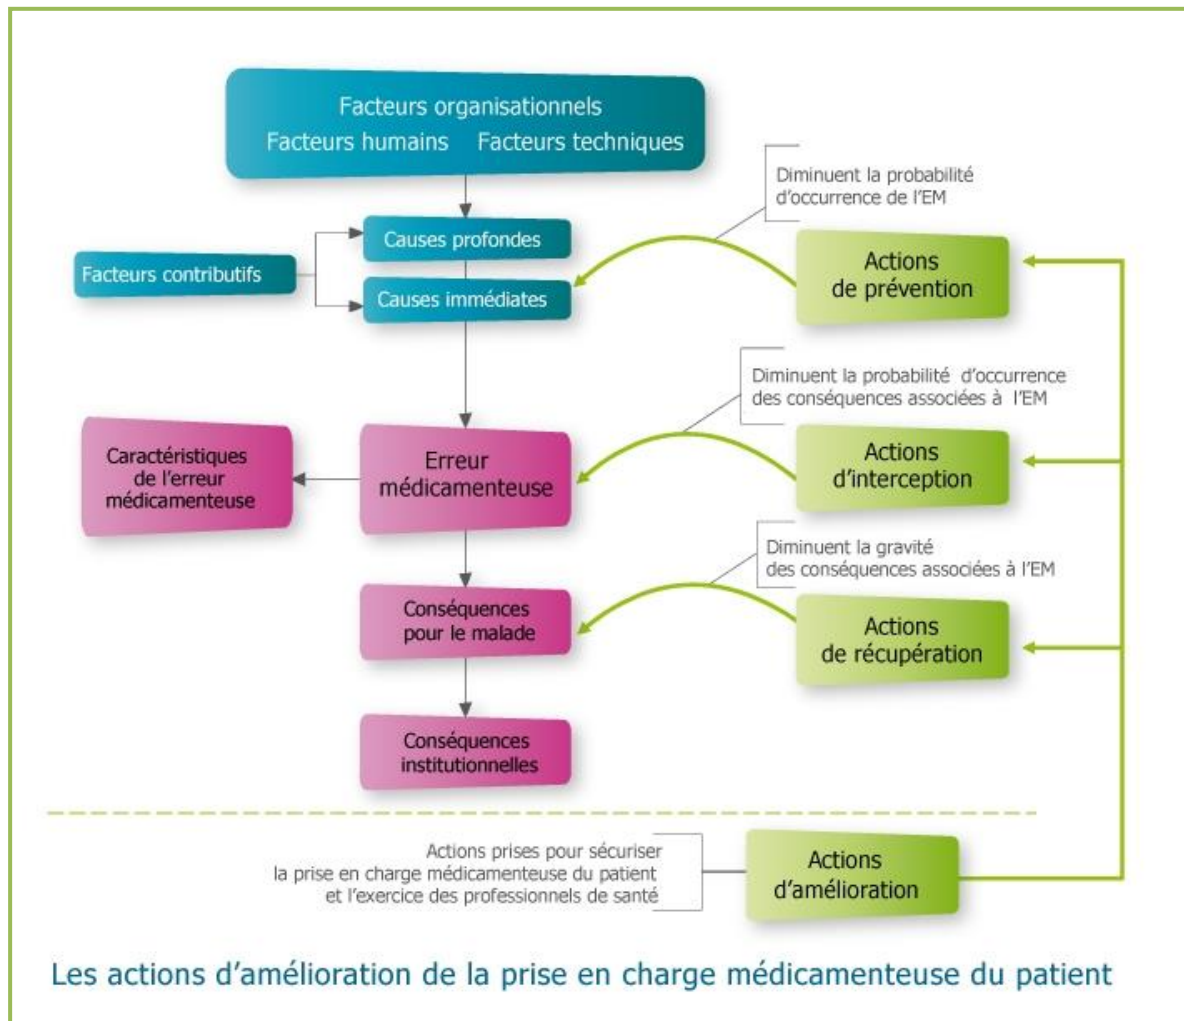 Facteurs organisationnels
Facteurs humains Facteurs techniques
Diminuent la probabilité
d'occurrence de l'EM
Causes profondes
Facteurs contributifs
Causes immédiates
Actions
de prévention
Diminuent la probabilité d'occurrence
des conséquences associées à l'EM
Caractéristiques
de l'erreur
médicamenteuse
Erreur
médicamenteuse
Actions
d'interception
Diminuent la gravité
des conséquences associées à l'EM
Conséquences
pour le malade
Actions
de récupération
Conséquences
institutionnelles
Actions prises pour sécuriser
la prise en charge médicamenteuse du patient
et l'exercice des professionnels de santé
Actions
d'amélioration
Les actions d'amélioration de la prise en charge médicamenteuse du patient